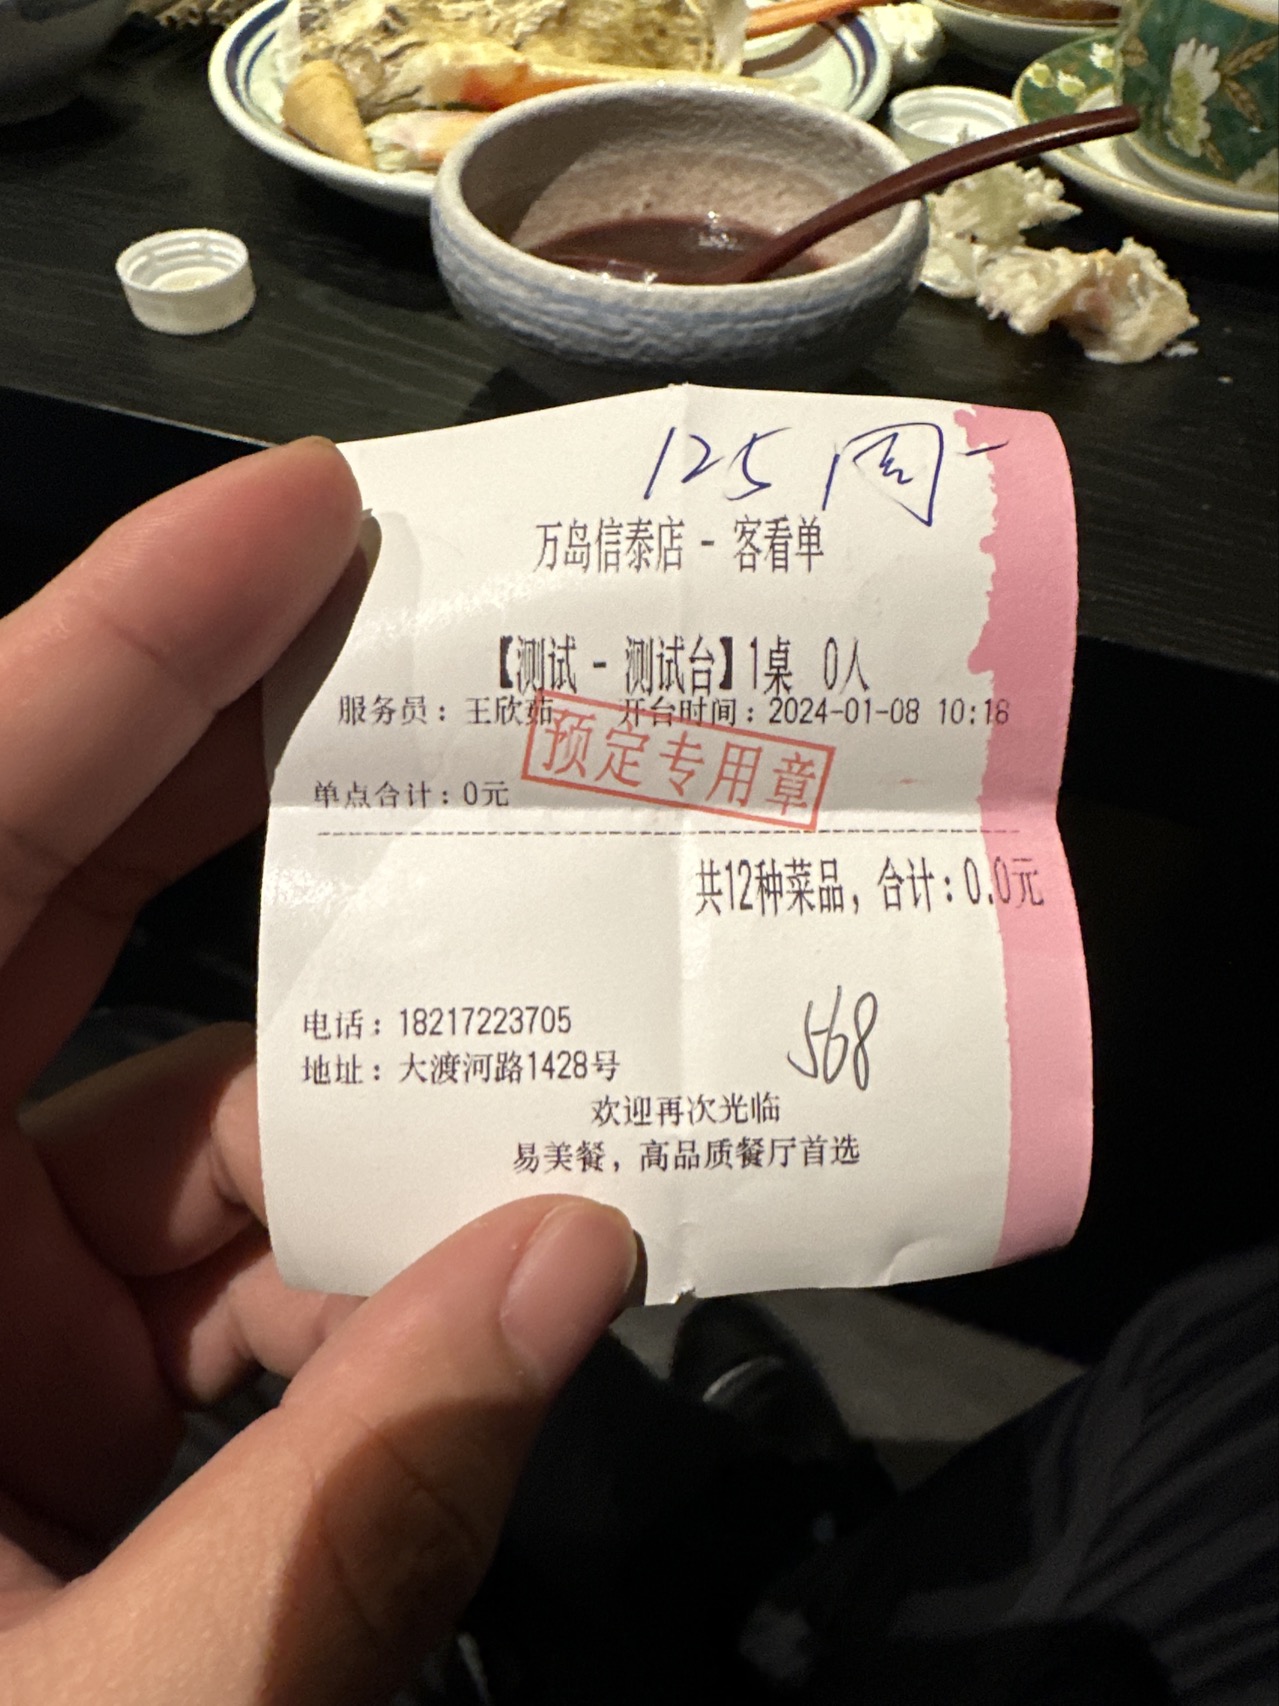 125 周一
万岛信泰店 - 客看单
【测试 - 测试台】1桌 0人
服务员：王欣茹 开台时间：2024-01-08 10:18
预定专用章
单点合计：0元
共12种菜品，合计：0.0元
568
电话：18217223705
地址：大渡河路1428号
欢迎再次光临
易美餐，高品质餐厅首选